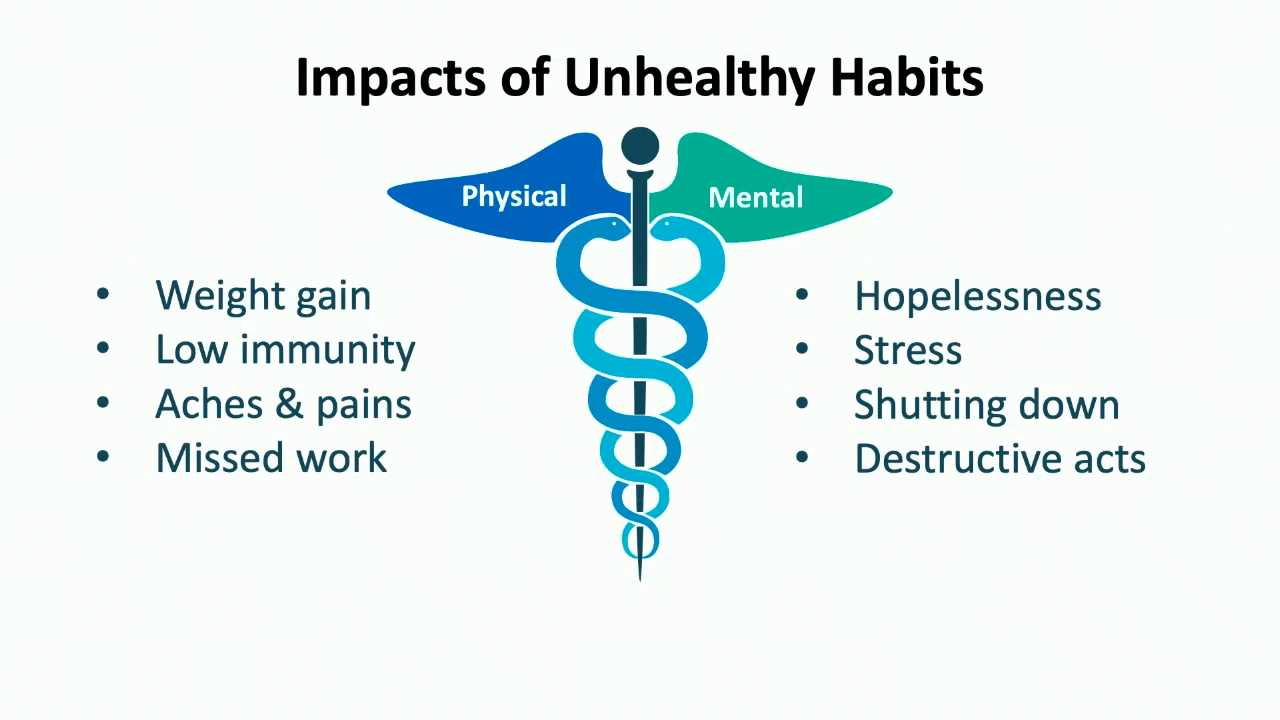 Impacts of Unhealthy Habits
Physical
Mental
• Weight gain
• Low immunity
• Aches & pains
• Missed work
• Hopelessness
• Stress
• Shutting down
• Destructive acts